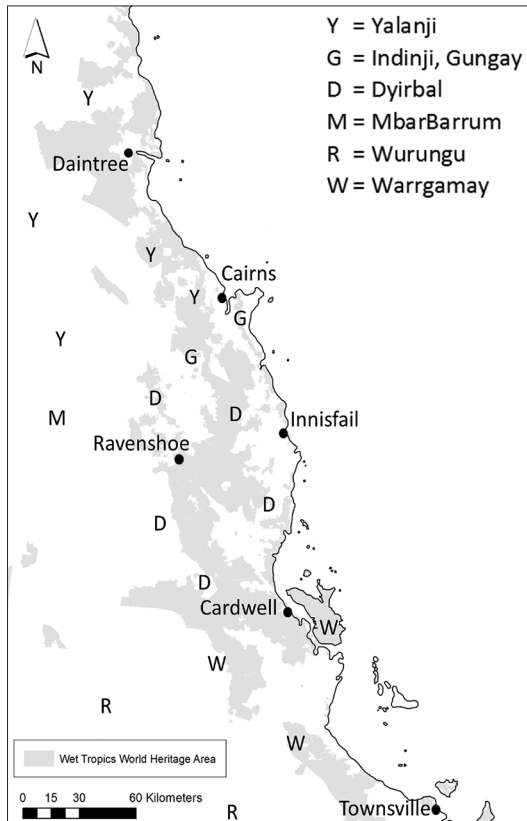 Y = Yalanji
G = Indinji, Gungay
D = Dyirbal
M = MbarBarrum
R = Wurungu
W = Warrgamay
N
Y
Daintree
Y
Y
Cairns
Y
G
Y
G
D
M
D
Innisfail
Ravenshoe
D
D
D
Cardwell
W
W
R
W
Wet Tropics World Heritage Area
0 15 30 60 Kilometers
R
Townsville